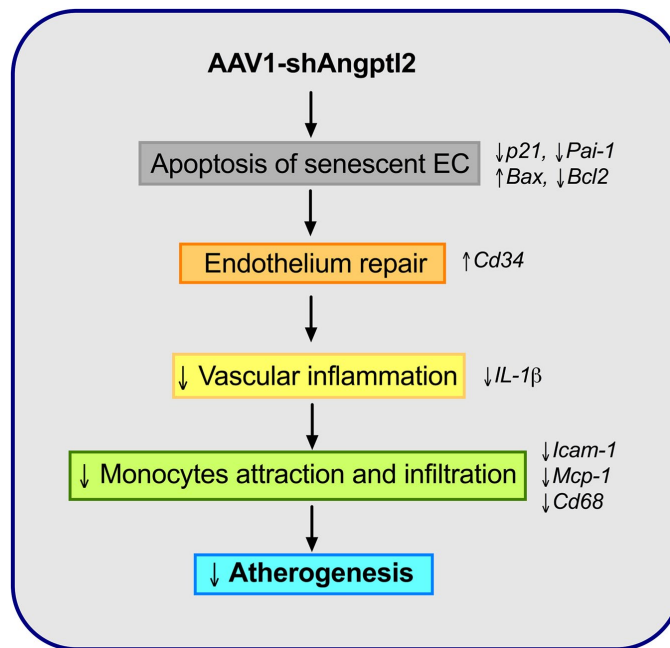 AAV1-shAngptl2
Apoptosis of senescent EC
↓p21, ↓Pai-1
↑Bax, ↓Bcl2
Endothelium repair
↑Cd34
↓ Vascular inflammation
↓IL-1β
↓ Monocytes attraction and infiltration
↓Icam-1
↓Mcp-1
↓Cd68
↓ Atherogenesis